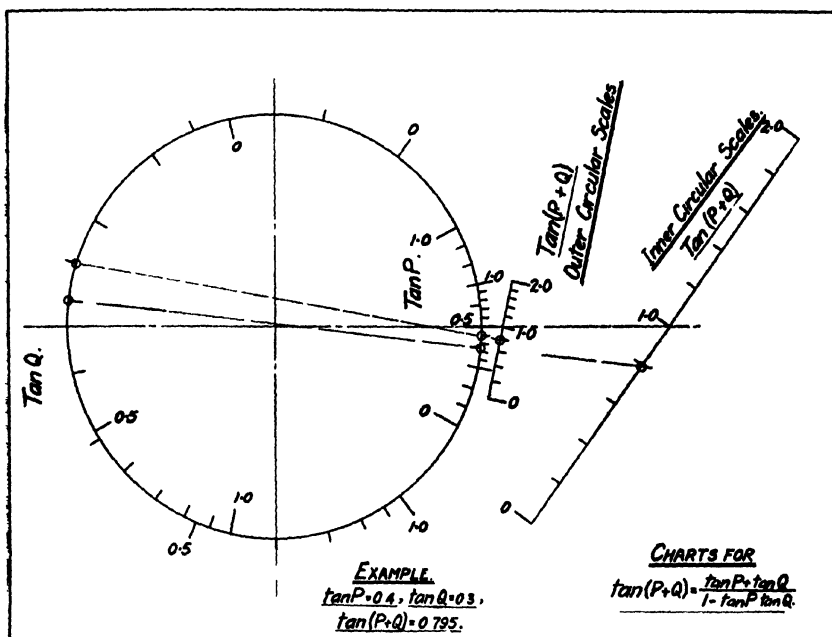 0
0
Tan(P+Q)
Outer Circular Scales
Inner Circular Scales.
Tan (P+Q)
2.0
1.0
Tan P.
1.0
2.0
0.5
1.0
1.0
Tan Q.
0.5
0
0
0
1.0
1.0
0.5
EXAMPLE.
tan P=0 4, tan Q=0 3,
tan(P+Q)=0 795.
CHARTS FOR
tan(P+Q)=tan P+tan Q
1-tan P tan Q.